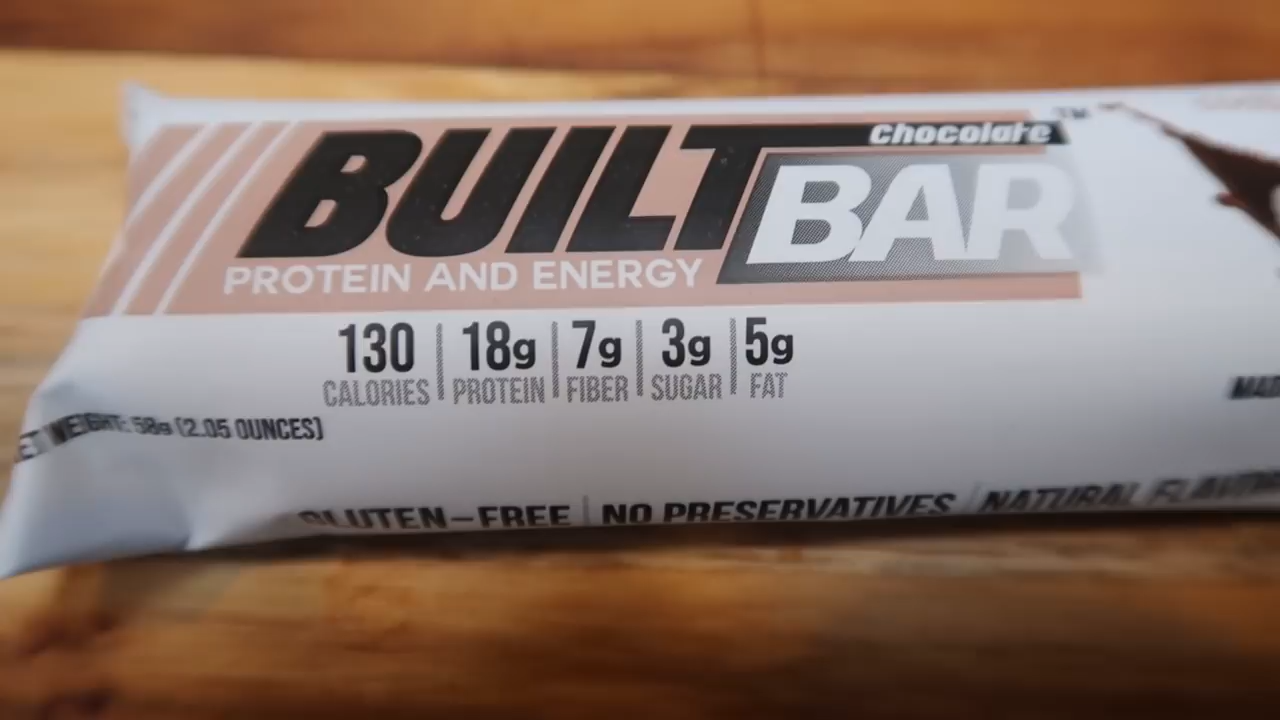 Chocolate
BUILT BAR™
PROTEIN AND ENERGY
130 18g 7g 3g 5g
CALORIES PROTEIN FIBER SUGAR FAT
WEIGHT: 58g (2.05 OUNCES)
GLUTEN-FREE | NO PRESERVATIVES | NATURAL